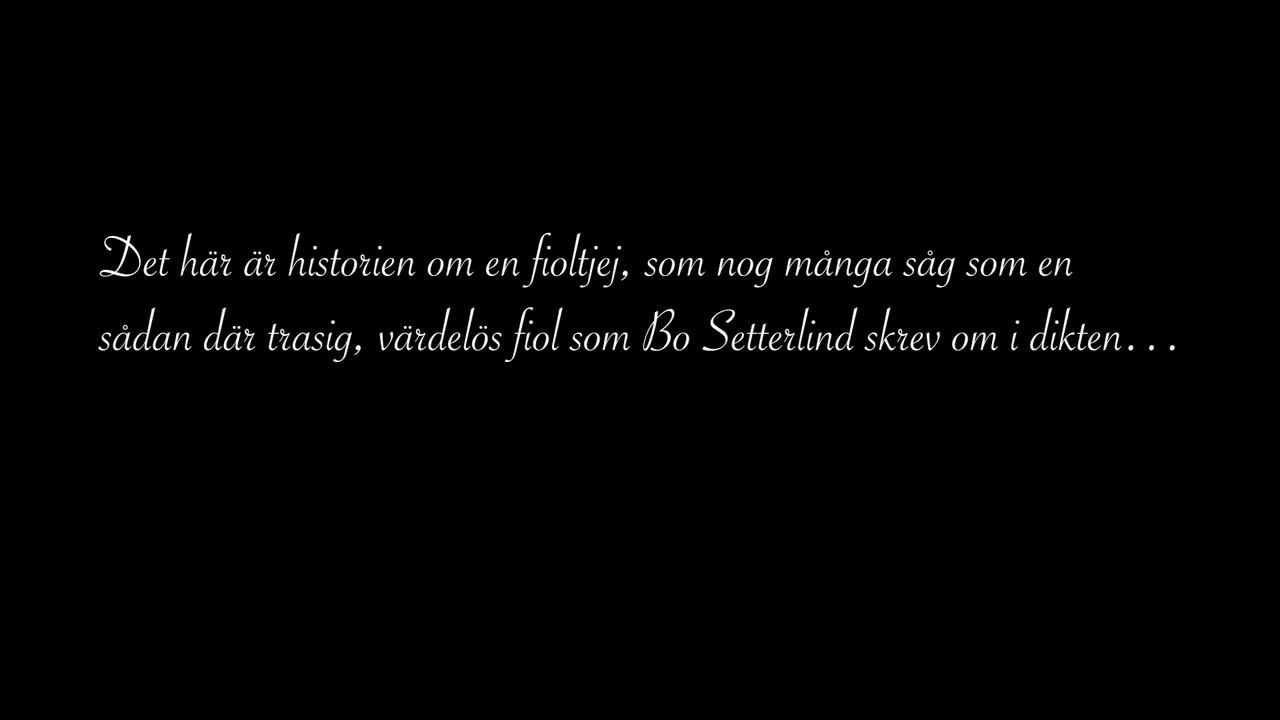 Det här är historien om en fioltjej, som nog många såg som en
sådan där trasig, värdelös fiol som Bo Setterlind skrev om i dikten...